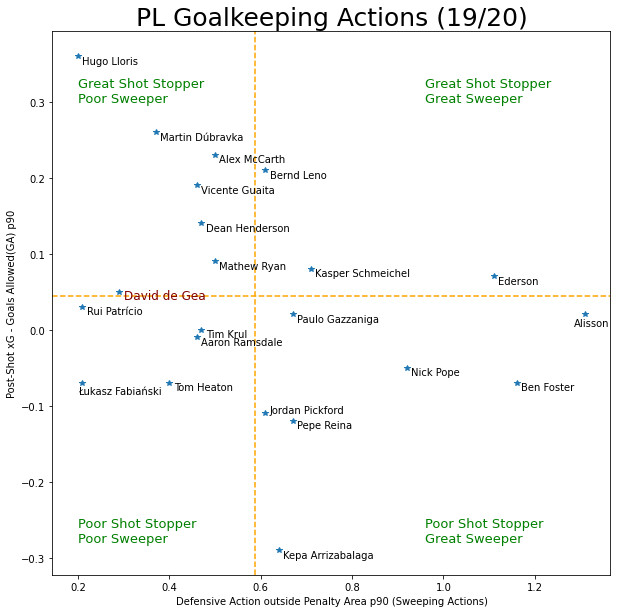 PL Goalkeeping Actions (19/20)
Hugo Lloris
Great Shot Stopper
Poor Sweeper
Great Shot Stopper
Great Sweeper
0.3
Martin Dúbravka
Alex McCarth
Bernd Leno
0.2
Vicente Guaita
Dean Henderson
0.1
Mathew Ryan
Kasper Schmeichel
Ederson
David de Gea
Rui Patrício
Paulo Gazzaniga
Alisson
0.0
Tim Krul
Aaron Ramsdale
Nick Pope
Łukasz Fabiański
Tom Heaton
Ben Foster
−0.1
Jordan Pickford
Pepe Reina
−0.2
Poor Shot Stopper
Poor Sweeper
Poor Shot Stopper
Great Sweeper
−0.3
Kepa Arrizabalaga
0.2
0.4
0.6
0.8
1.0
1.2
Defensive Action outside Penalty Area p90 (Sweeping Actions)
Post-Shot xG - Goals Allowed(GA) p90